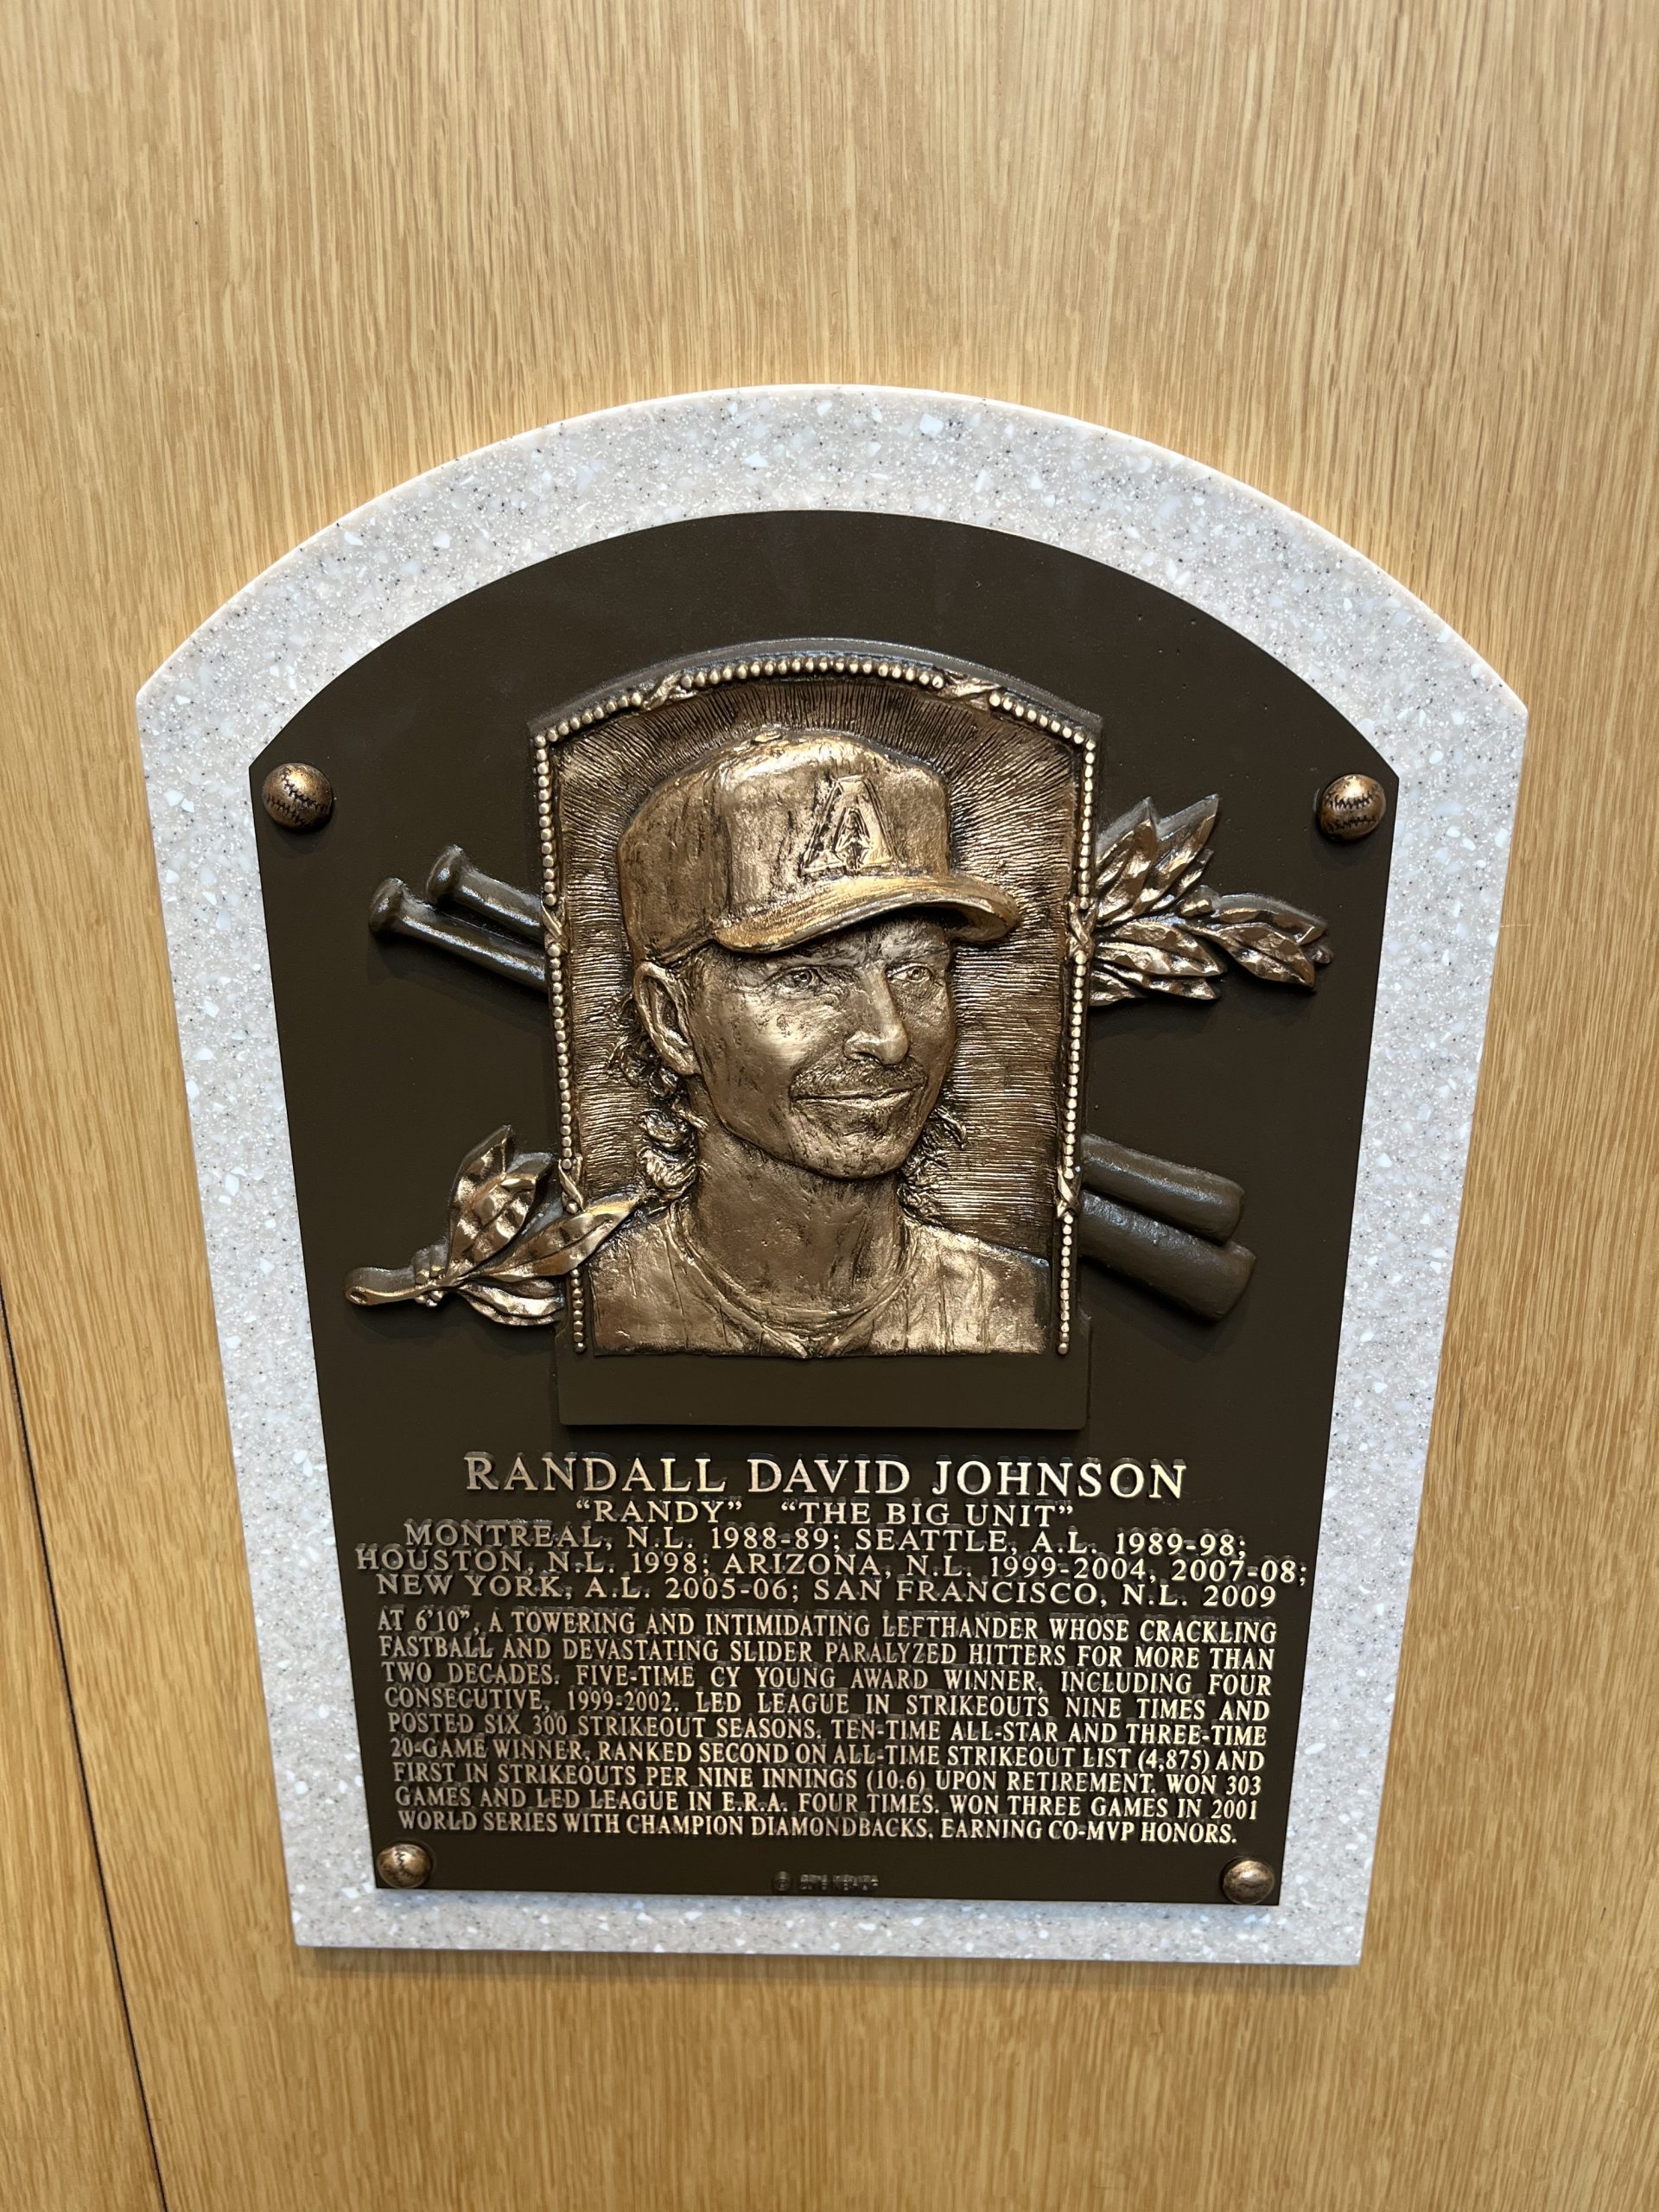 A
RANDALL DAVID JOHNSON
“RANDY” “THE BIG UNIT”
MONTREAL, N.L. 1988-89; SEATTLE, A.L. 1989-98;
HOUSTON, N.L. 1998; ARIZONA, N.L. 1999-2004, 2007-08;
NEW YORK, A.L. 2005-06; SAN FRANCISCO, N.L. 2009
AT 6’10”, A TOWERING AND INTIMIDATING LEFTHANDER WHOSE CRACKLING
FASTBALL AND DEVASTATING SLIDER PARALYZED HITTERS FOR MORE THAN
TWO DECADES. FIVE-TIME CY YOUNG AWARD WINNER, INCLUDING FOUR
CONSECUTIVE, 1999-2002. LED LEAGUE IN STRIKEOUTS NINE TIMES AND
POSTED SIX 300 STRIKEOUT SEASONS. TEN-TIME ALL-STAR AND THREE-TIME
20-GAME WINNER, RANKED SECOND ON ALL-TIME STRIKEOUT LIST (4,875) AND
FIRST IN STRIKEOUTS PER NINE INNINGS (10.6) UPON RETIREMENT. WON 303
GAMES AND LED LEAGUE IN E.R.A. FOUR TIMES. WON THREE GAMES IN 2001
WORLD SERIES WITH CHAMPION DIAMONDBACKS, EARNING CO-MVP HONORS.